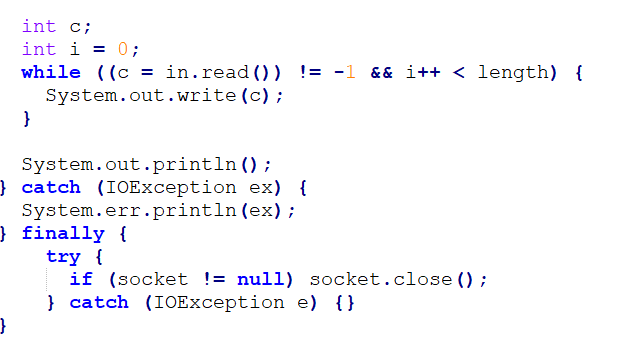 int c;
int i = 0;
while ((c = in.read()) != -1 && i++ < length) {
System.out.write(c);
}
System.out.println();
} catch (IOException ex) {
System.err.println(ex);
} finally {
try {
if (socket != null) socket.close();
} catch (IOException e) {}
}